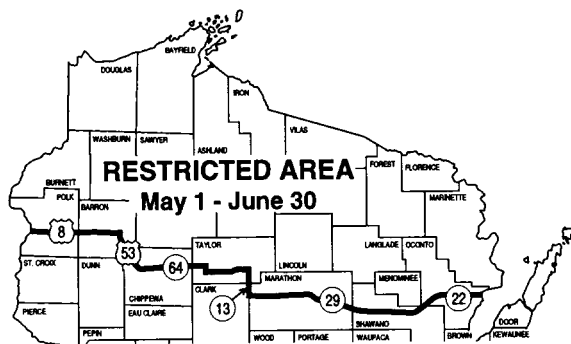 BAYFIELD
DOUGLAS
IRON
VILAS
WASHBURN
SAWYER
ASHLAND
FOREST
FLORENCE
RESTRICTED AREA
May 1 - June 30
BURNETT
POLK
BARRON
MARINETTE
8
53
64
TAYLOR
LINCOLN
LANGLADE
OCONTO
ST. CROIX
DUNN
CHIPPEWA
CLARK
MARATHON
MENOMINEE
13
29
22
PIERCE
PEPIN
EAU CLAIRE
WOOD
PORTAGE
SHAWANO
WAUPACA
BROWN
DOOR
KEWAUNEE